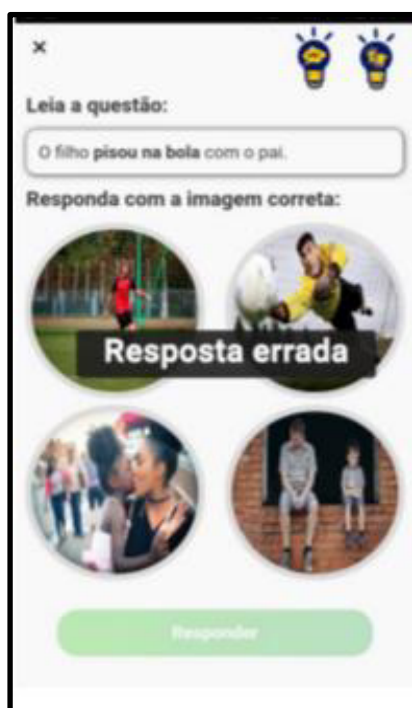 ×
Leia a questão:
O filho pisou na bola com o pai.
Responda com a imagem correta:
Resposta errada
Responder